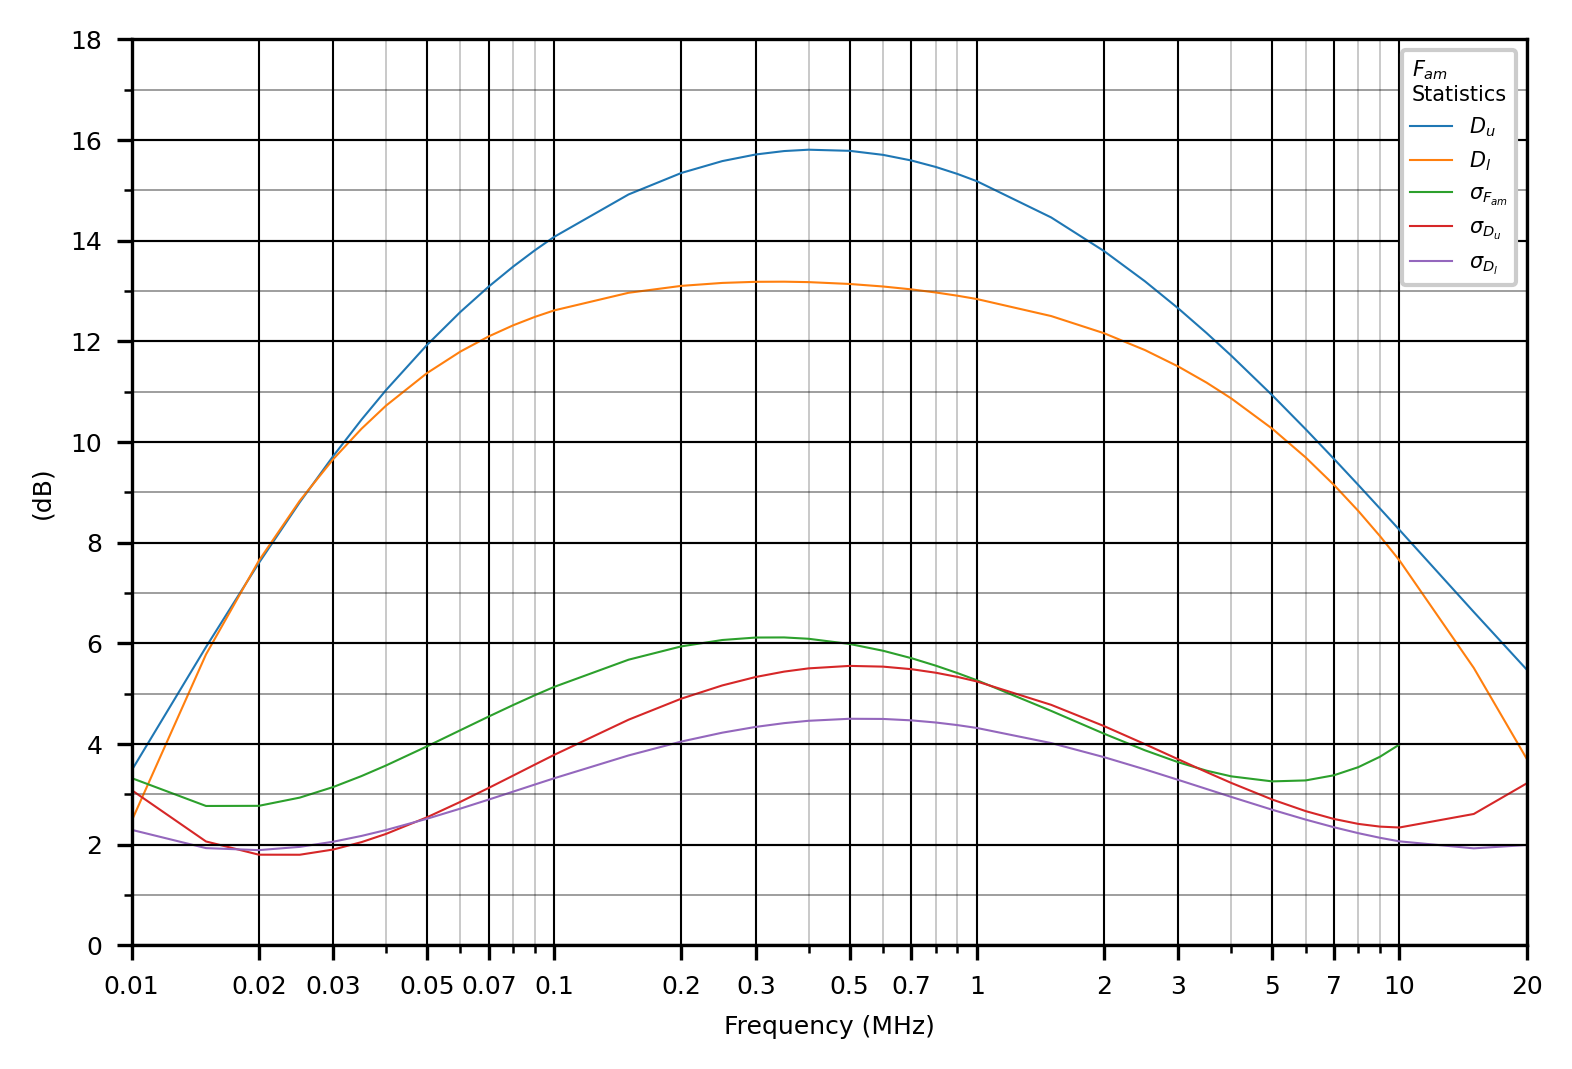 18
16
14
12
10
8
6
4
2
0
(dB)
F_am
Statistics
D_u
D_l
σ_F_am
σ_D_u
σ_D_l
0.01 0.02 0.03 0.05 0.07 0.1 0.2 0.3 0.5 0.7 1 2 3 5 7 10 20
Frequency (MHz)